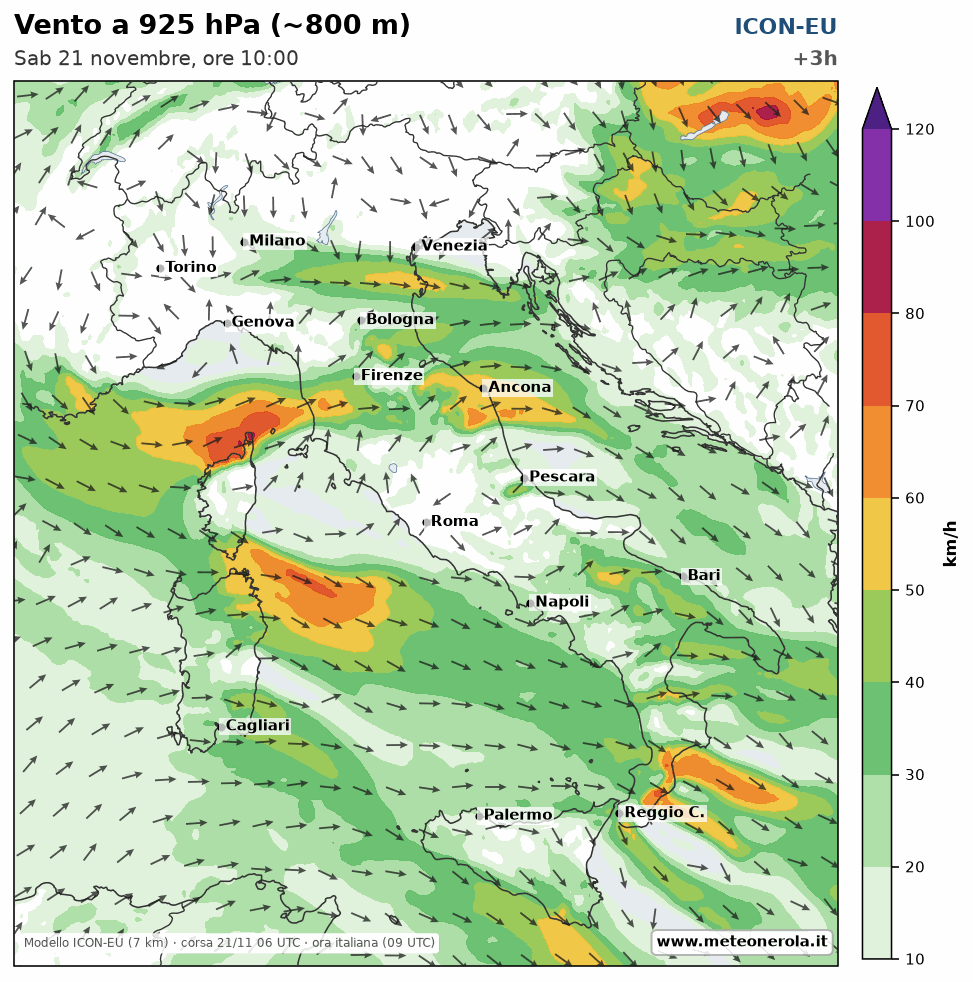 Vento a 925 hPa (~800 m)
ICON-EU
Sab 21 novembre, ore 10:00
+3h
Milano
Venezia
Torino
Genova
Bologna
Firenze
Ancona
Pescara
Roma
Bari
Napoli
Cagliari
Palermo
Reggio C.
Modello ICON-EU (7 km) · corsa 21/11 06 UTC · ora italiana (09 UTC)
www.meteonerola.it
120
100
80
70
60
50
40
30
20
10
km/h